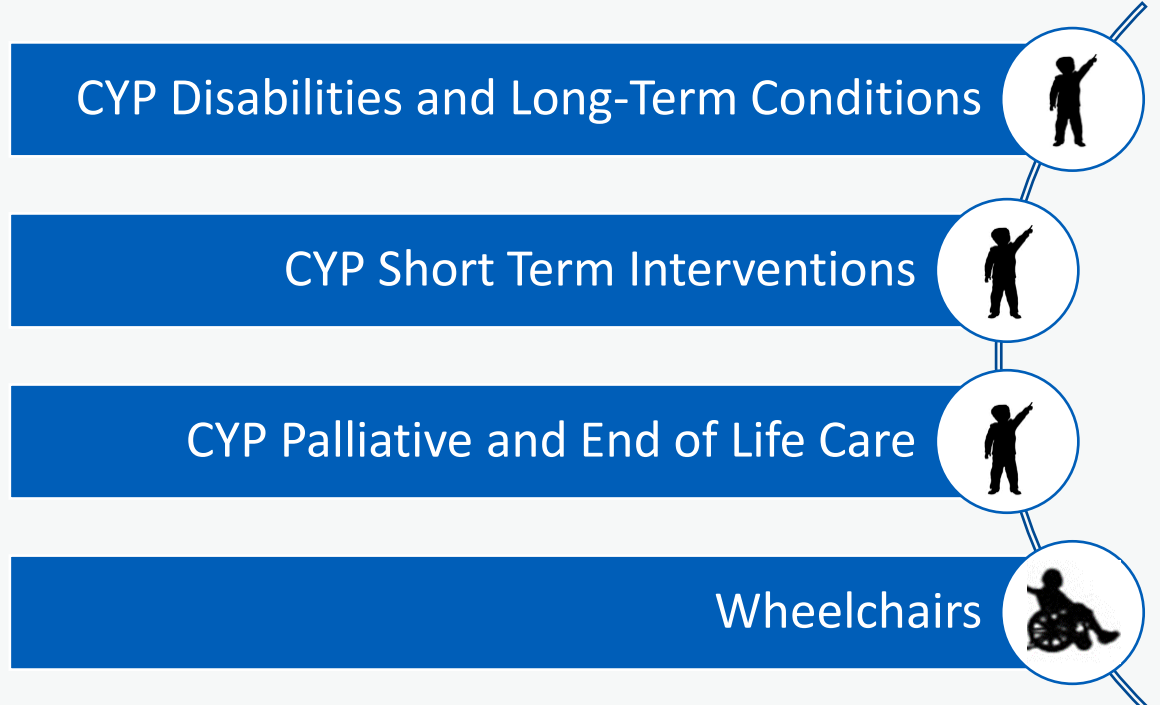 CYP Disabilities and Long-Term Conditions
CYP Short Term Interventions
CYP Palliative and End of Life Care
Wheelchairs